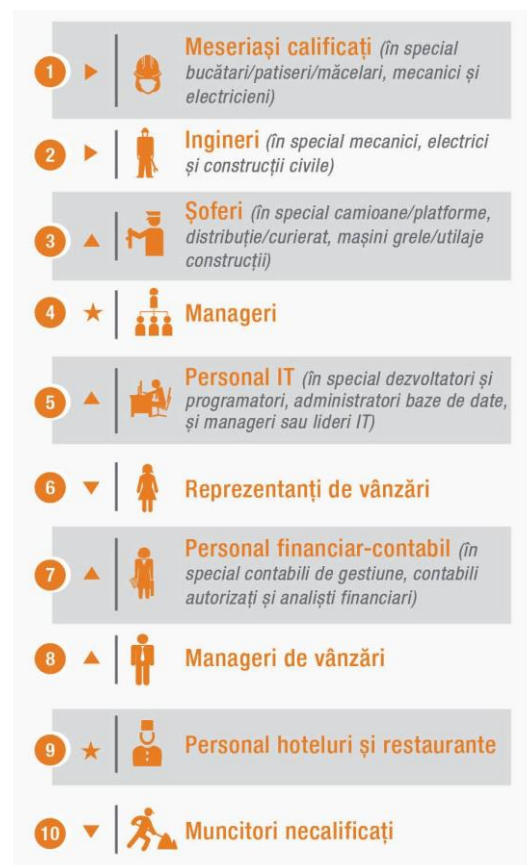 1
Meseriași calificați (în special
bucătari/patiseri/măcelari, mecanici și
electricieni)
2
Ingineri (în special mecanici, electrici
și construcții civile)
3
Șoferi (în special camioane/platforme,
distribuție/curierat, mașini grele/utilaje
construcții)
4
Manageri
5
Personal IT (în special dezvoltatori și
programatori, administratori baze de date,
și manageri sau lideri IT)
6
Reprezentanți de vânzări
7
Personal financiar-contabil (în
special contabili de gestiune, contabili
autorizați și analiști financiari)
8
Manageri de vânzări
9
Personal hoteluri și restaurante
10
Muncitori necalificați